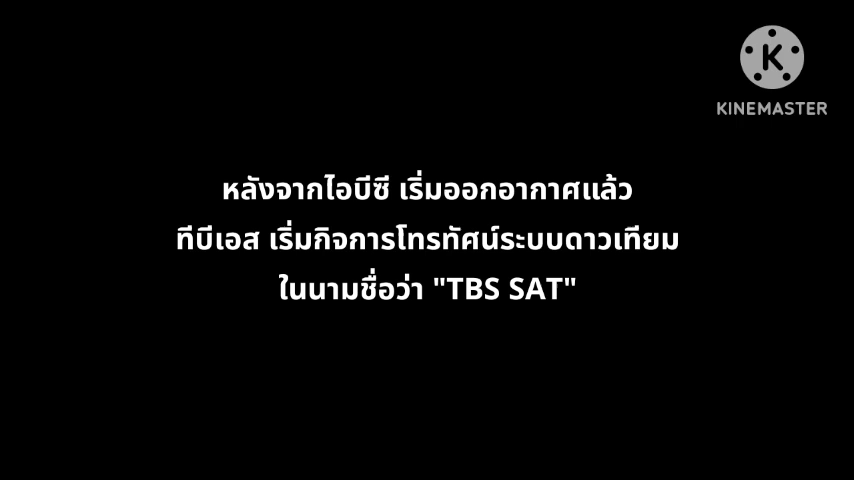 KINEMASTER
หลังจากไอบีซี เริ่มออกอากาศแล้ว
ทีบีเอส เริ่มกิจการโทรทัศน์ระบบดาวเทียม
ในนามชื่อว่า "TBS SAT"